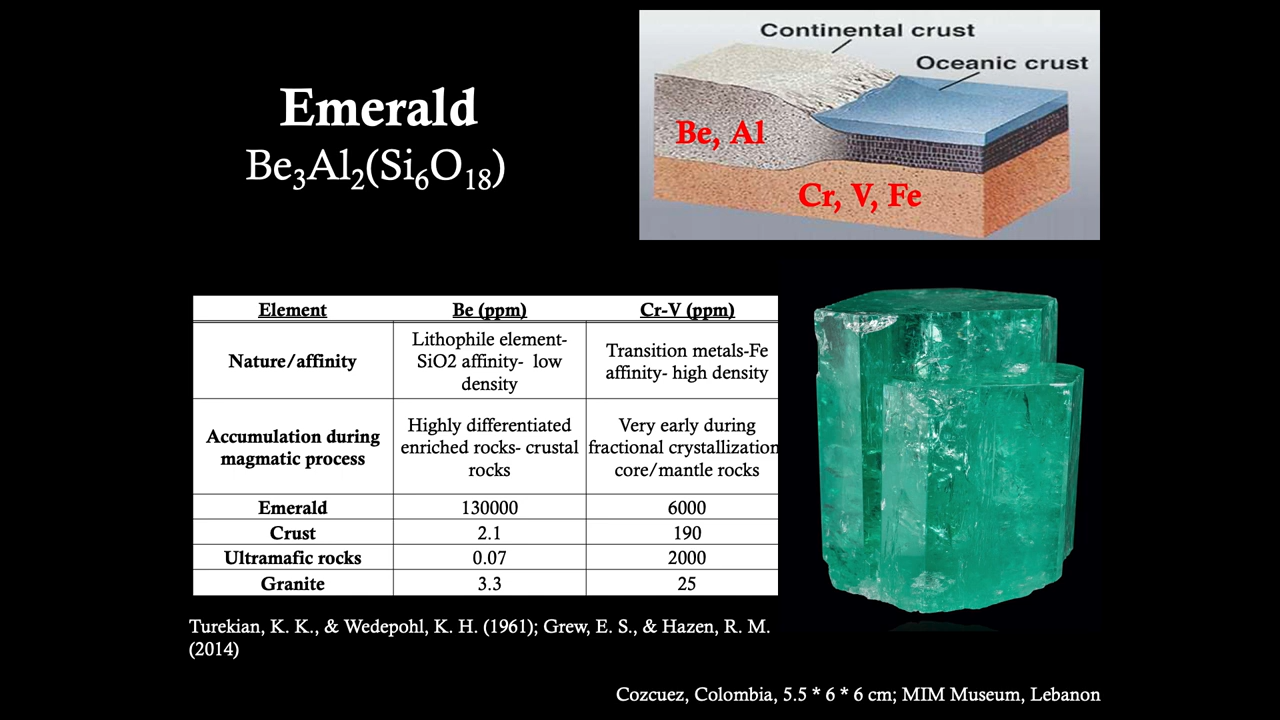 Continental crust
Oceanic crust
Be, Al
Cr, V, Fe
Emerald
Be₃Al₂(Si₆O₁₈)
Element Be (ppm) Cr-V (ppm)
Nature/affinity
Lithophile element-
SiO2 affinity- low
density
Transition metals-Fe
affinity- high density
Accumulation during
magmatic process
Highly differentiated
enriched rocks- crustal
rocks
Very early during
fractional crystallization
core/mantle rocks
Emerald 130000 6000
Crust 2.1 190
Ultramafic rocks 0.07 2000
Granite 3.3 25
Turekian, K. K., & Wedepohl, K. H. (1961); Grew, E. S., & Hazen, R. M.
(2014)
Cozcuez, Colombia, 5.5 * 6 * 6 cm; MIM Museum, Lebanon